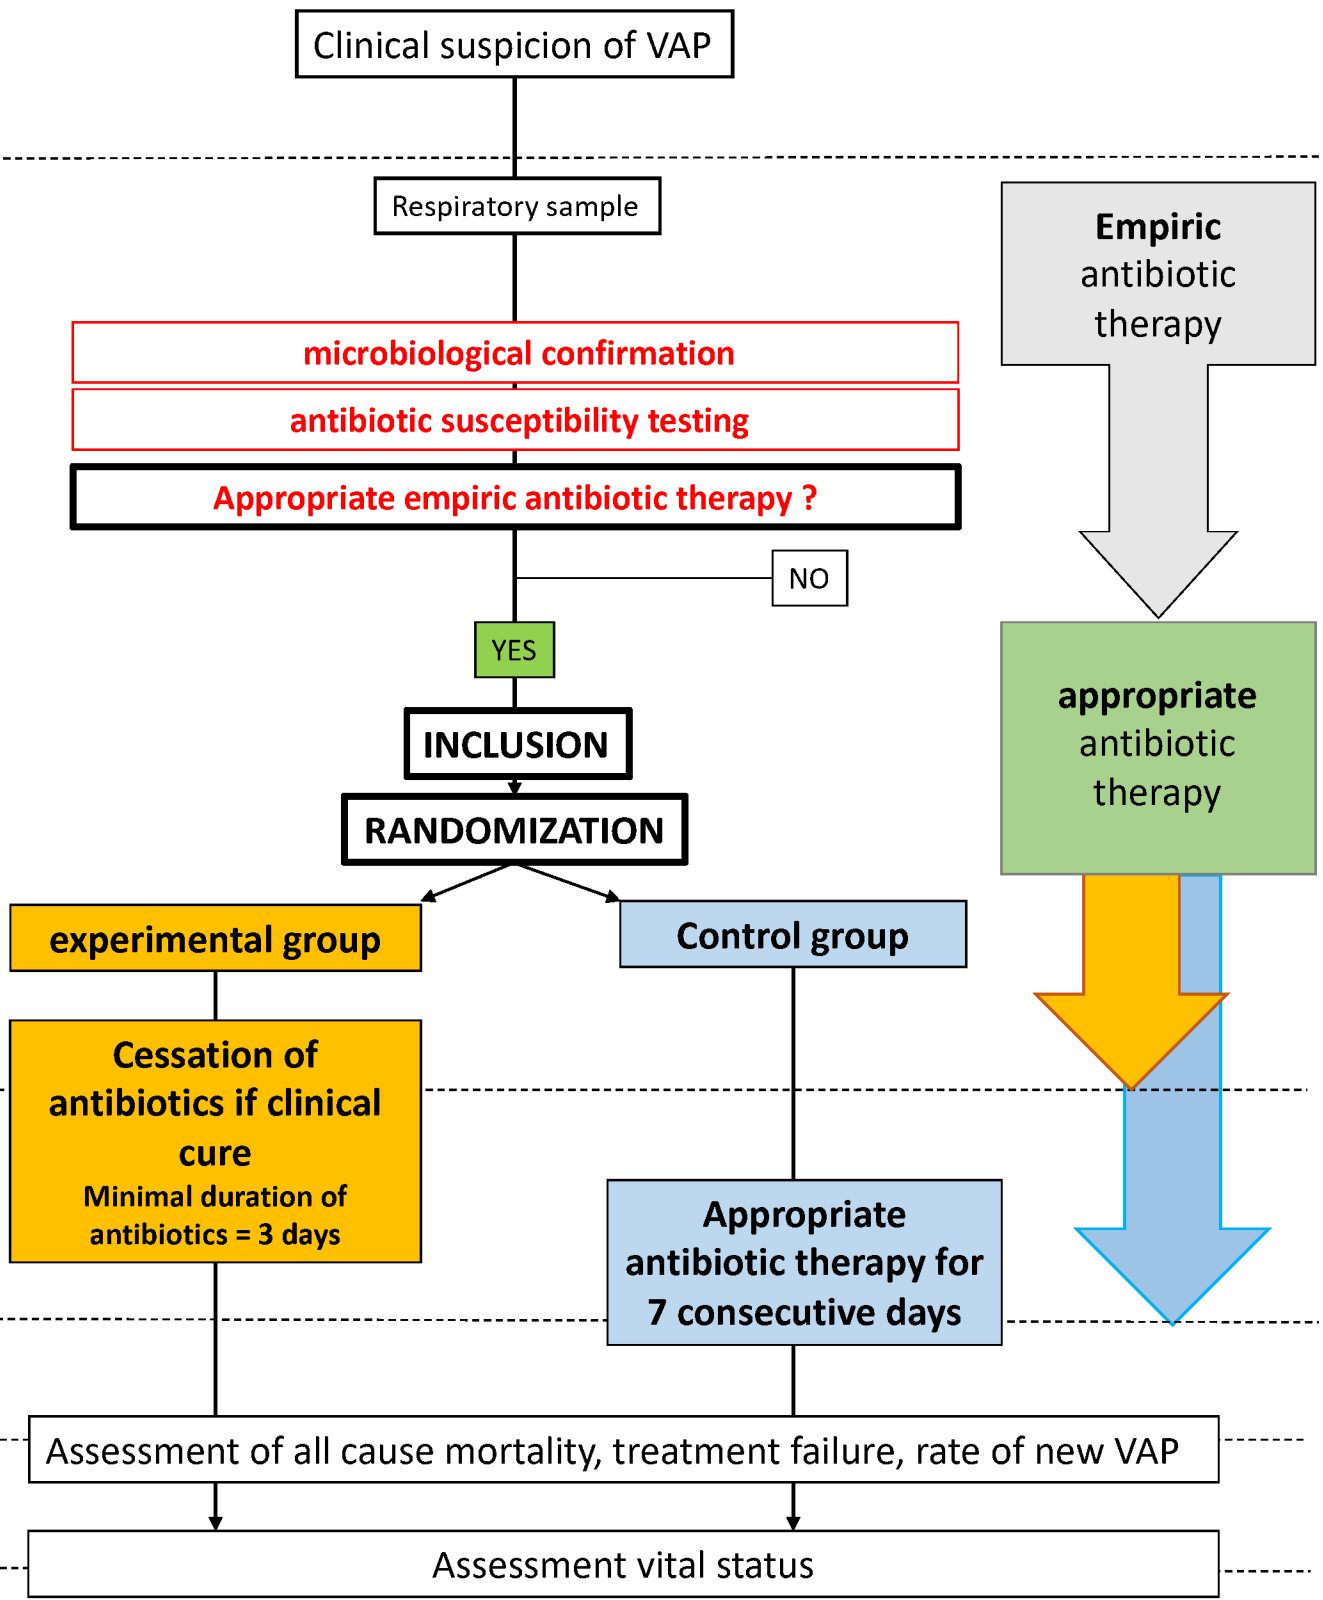 Clinical suspicion of VAP
Respiratory sample
Empiric
antibiotic
therapy
microbiological confirmation
antibiotic susceptibility testing
Appropriate empiric antibiotic therapy ?
NO
YES
appropriate
antibiotic
therapy
INCLUSION
RANDOMIZATION
experimental group
Control group
Cessation of
antibiotics if clinical
cure
Minimal duration of
antibiotics = 3 days
Appropriate
antibiotic therapy for
7 consecutive days
Assessment of all cause mortality, treatment failure, rate of new VAP
Assessment vital status